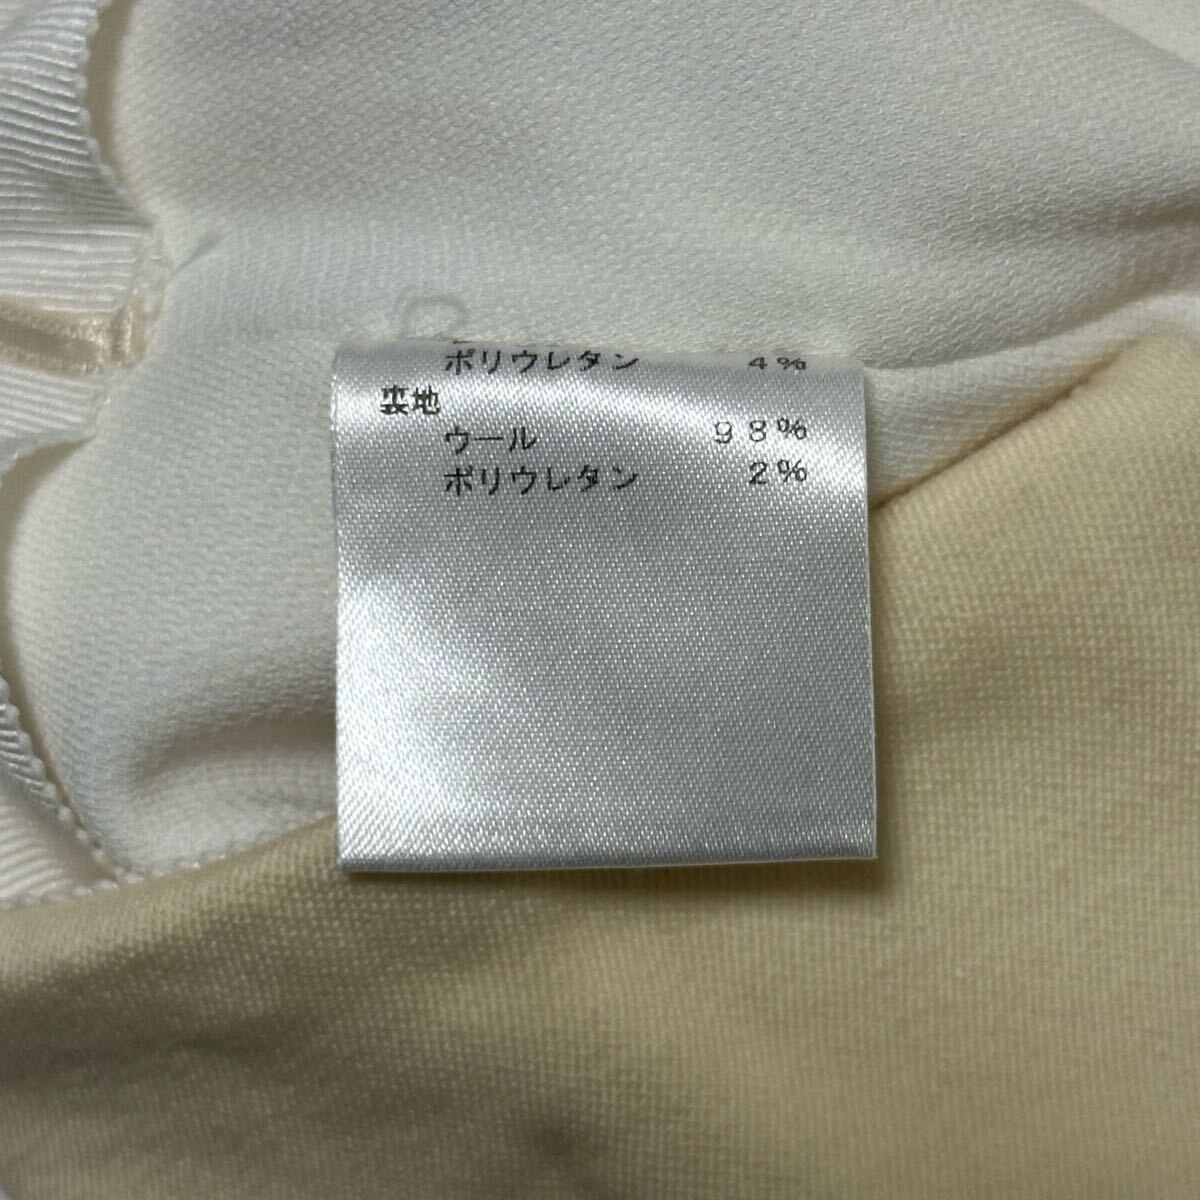 ポリウレタン 4%
裏地
ウール 98%
ポリウレタン 2%